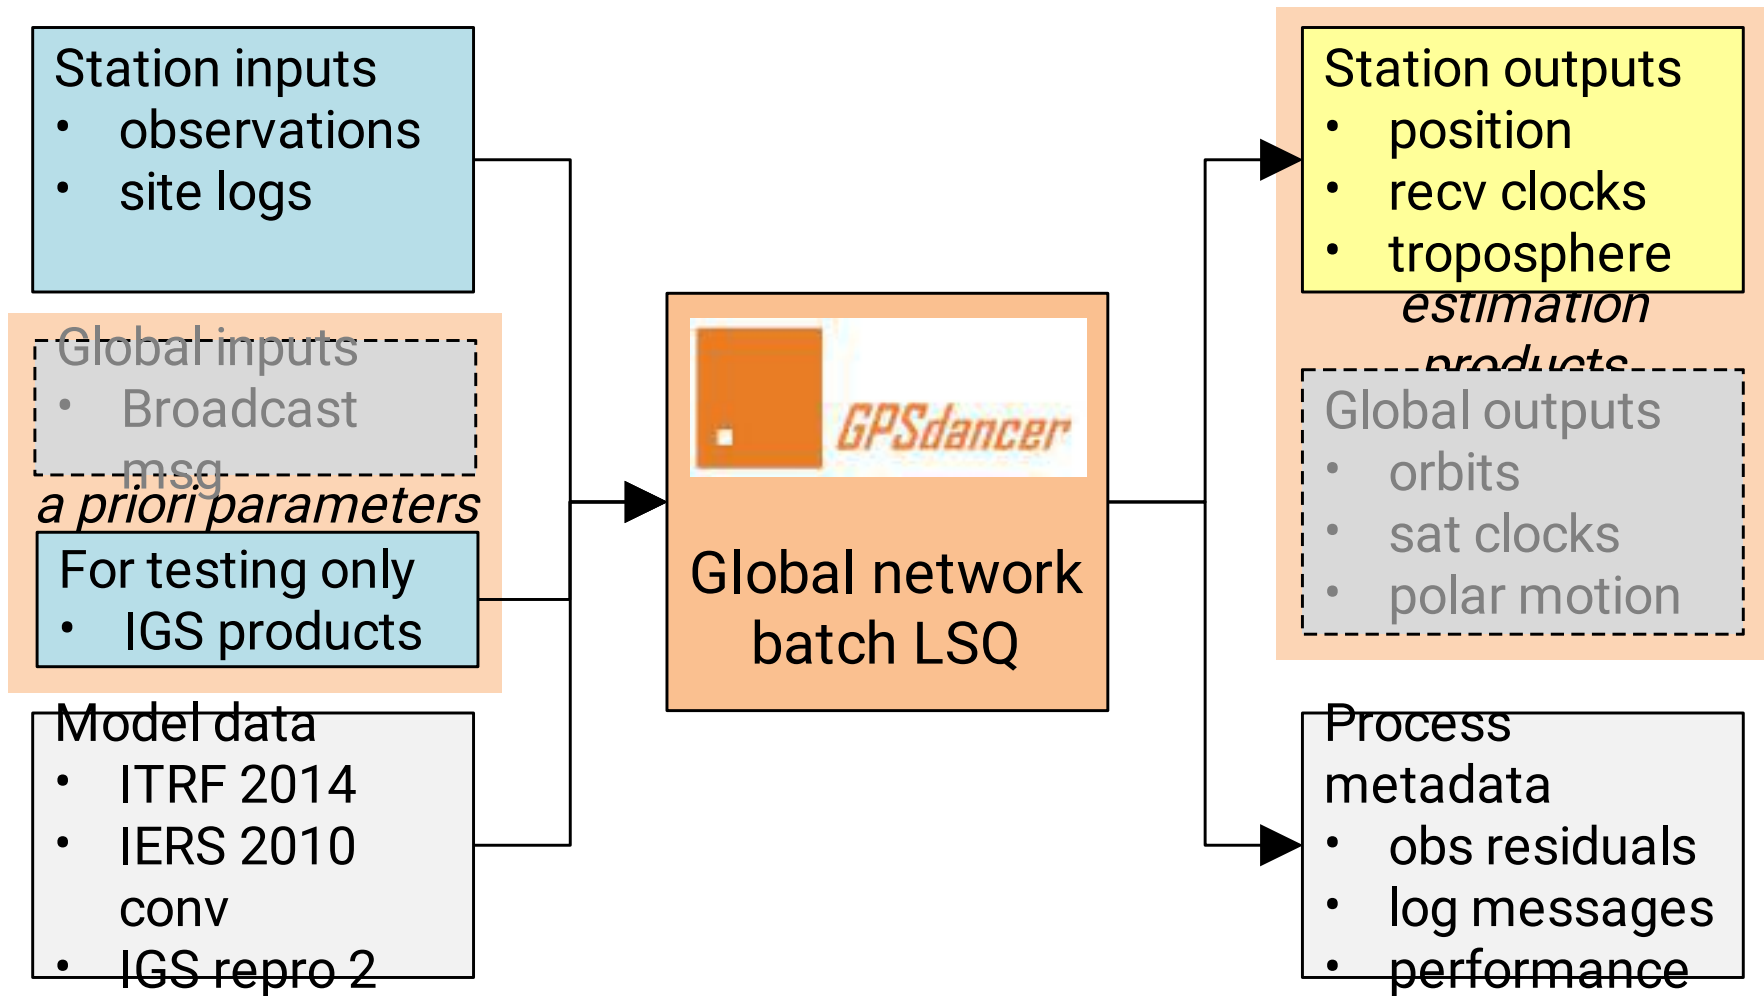 Station inputs
• observations
• site logs
Global inputs
• Broadcast
msg
a priori parameters
For testing only
• IGS products
Model data
• ITRF 2014
• IERS 2010
conv
• IGS repro 2
GPSdancer
Global network
batch LSQ
Station outputs
• position
• recv clocks
• troposphere
estimation
products
Global outputs
• orbits
• sat clocks
• polar motion
Process
metadata
• obs residuals
• log messages
• performance